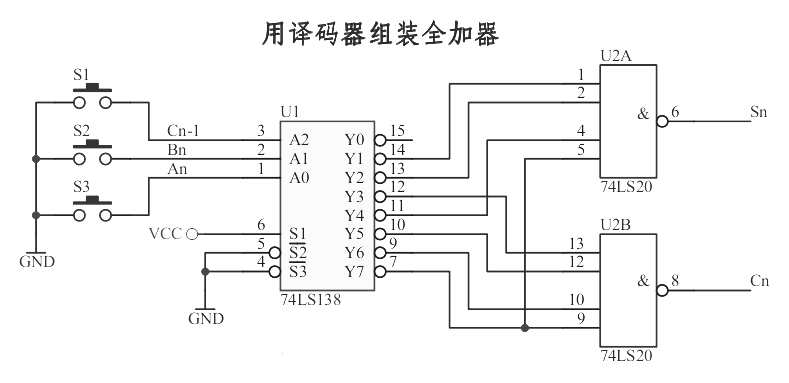 用译码器组装全加器
U2A
S1
1
2
U1
&
6
Sn
Cn-1
3
A2
Y0
15
4
S2
Bn
2
A1
Y1
14
5
An
1
A0
Y2
13
74LS20
S3
Y3
12
Y4
11
U2B
VCC
6
S1
Y5
10
13
5
S2
Y6
9
12
&
8
Cn
GND
4
S3
Y7
7
10
74LS138
9
GND
74LS20